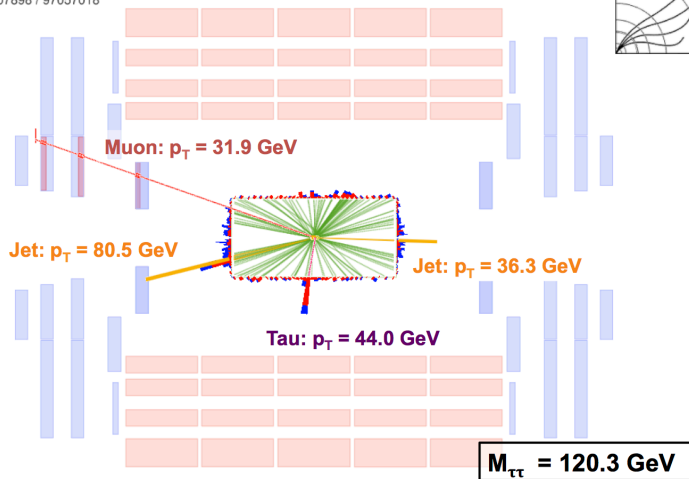 Muon: pT = 31.9 GeV
Jet: pT = 80.5 GeV
Jet: pT = 36.3 GeV
Tau: pT = 44.0 GeV
Mττ = 120.3 GeV